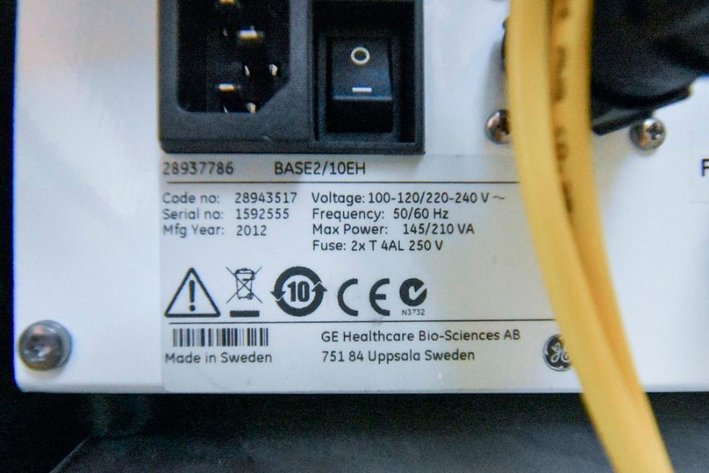 28937786 BASE2/10EH
Code no: 28943517 Voltage: 100-120/220-240 V ~
Serial no: 1592555 Frequency: 50/60 Hz
Mfg Year: 2012 Max Power: 145/210 VA
Fuse: 2x T 4AL 250 V
10 CE N3732
GE Healthcare Bio-Sciences AB
Made in Sweden 751 84 Uppsala Sweden